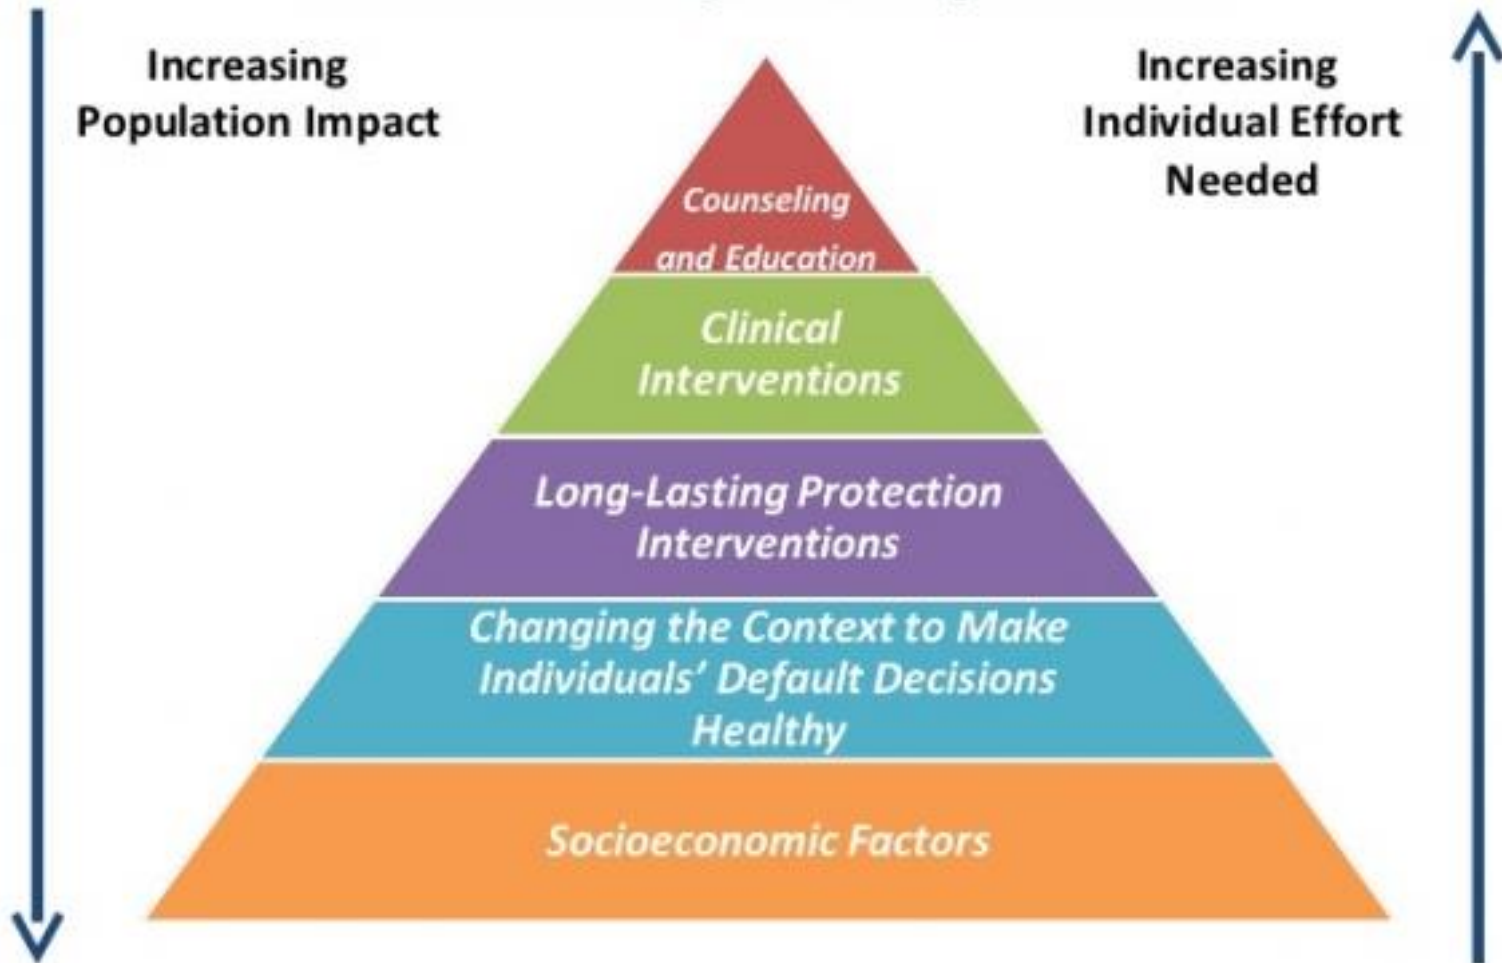 Increasing
Population Impact
Increasing
Individual Effort
Needed
Counseling
and Education
Clinical
Interventions
Long-Lasting Protection
Interventions
Changing the Context to Make
Individuals’ Default Decisions
Healthy
Socioeconomic Factors